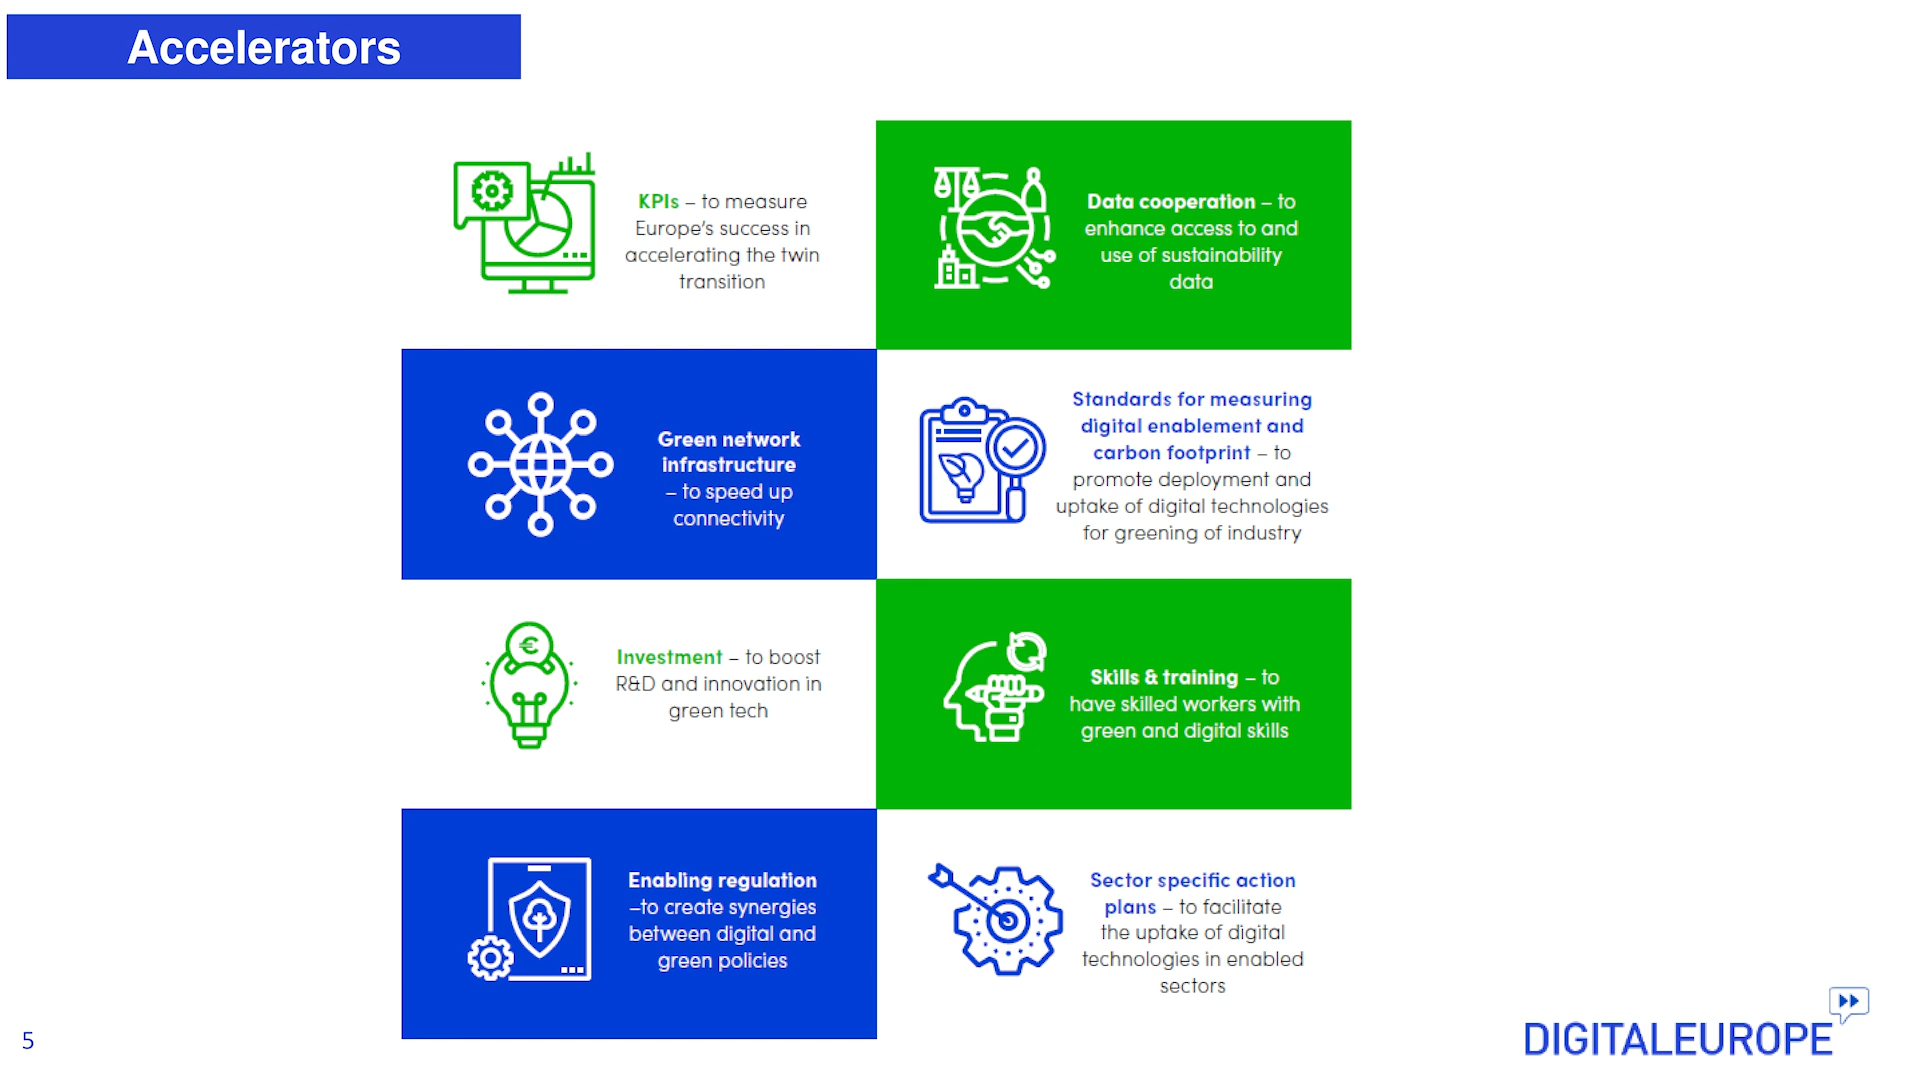 Accelerators
KPIs – to measure
Europe's success in
accelerating the twin
transition
Data cooperation – to
enhance access to and
use of sustainability
data
Green network
infrastructure
– to speed up
connectivity
Standards for measuring
digital enablement and
carbon footprint – to
promote deployment and
uptake of digital technologies
for greening of industry
€
Investment – to boost
R&D and innovation in
green tech
Skills & training – to
have skilled workers with
green and digital skills
Enabling regulation
–to create synergies
between digital and
green policies
Sector specific action
plans – to facilitate
the uptake of digital
technologies in enabled
sectors
5
DIGITALEUROPE